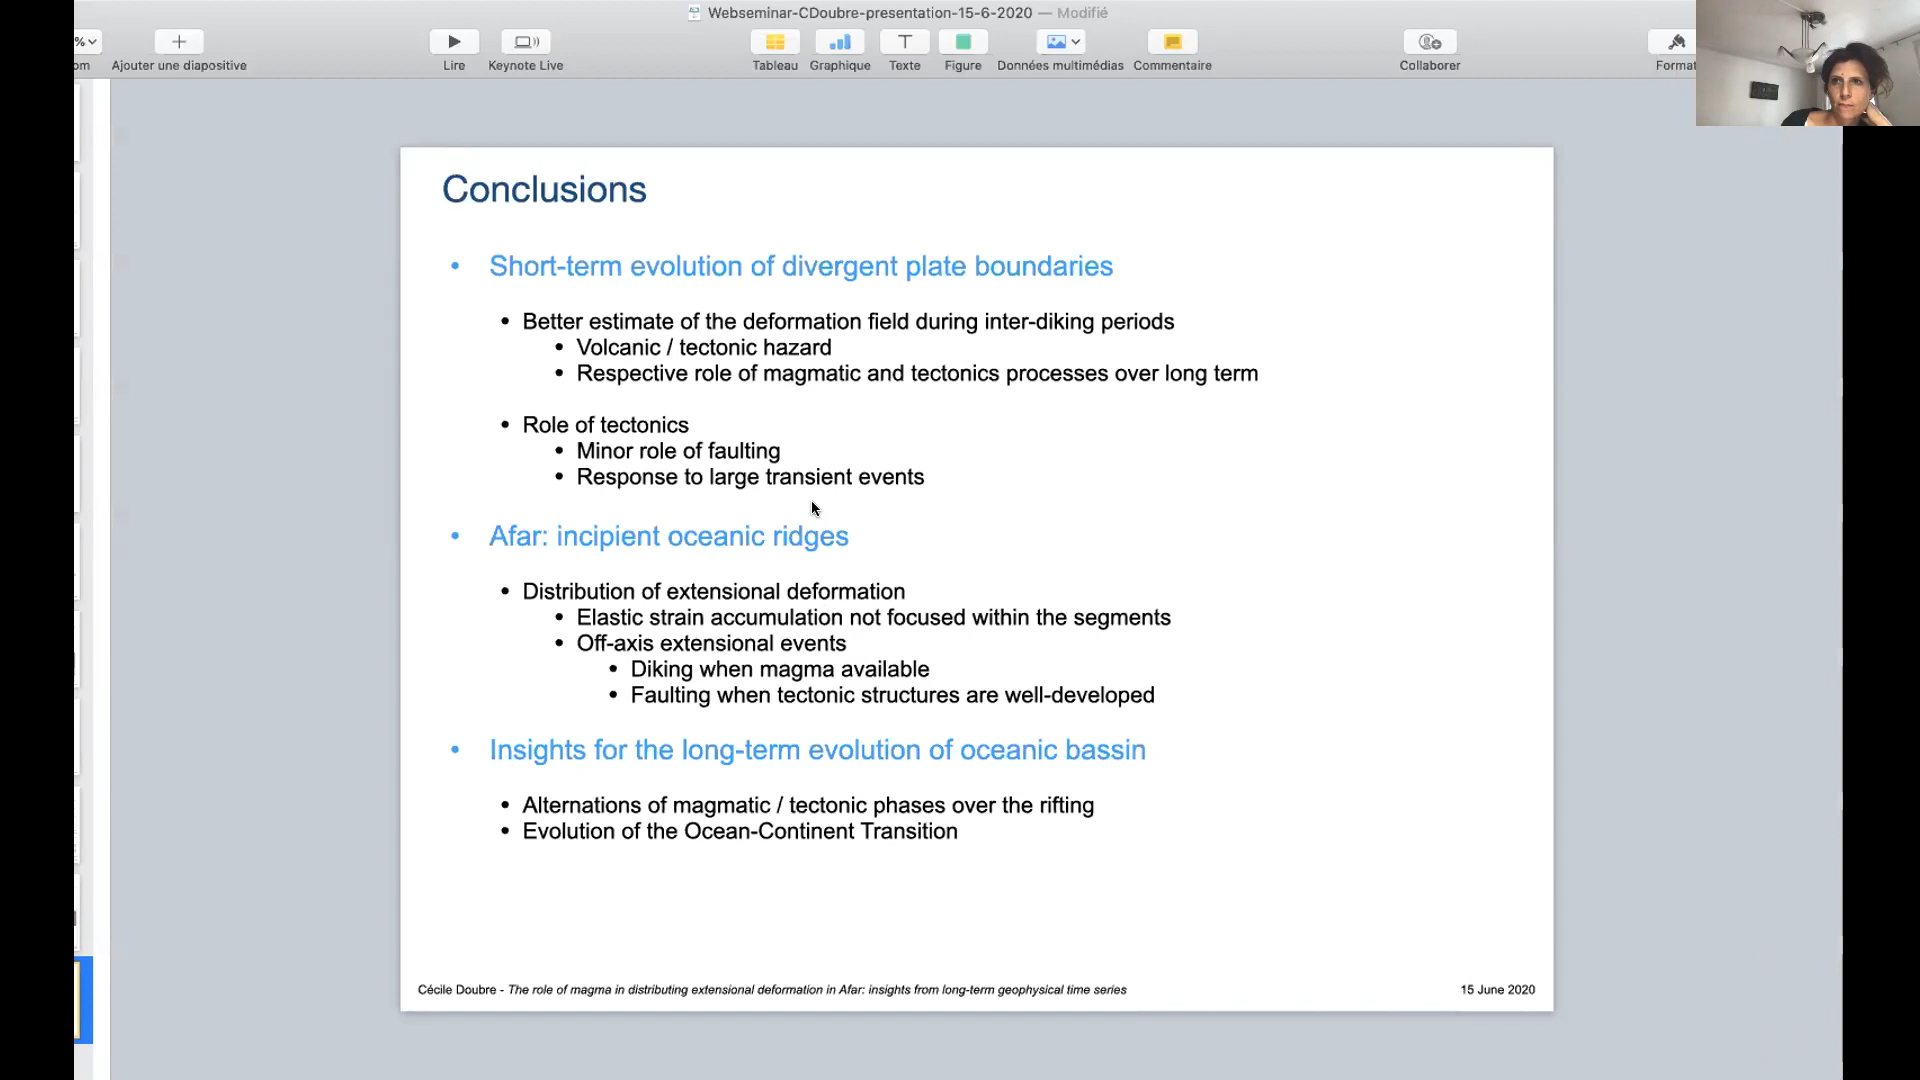 Webseminar-CDoubre-presentation-15-6-2020 — Modifié
%
om
Ajouter une diapositive
Lire
Keynote Live
Tableau
Graphique
Texte
Figure
Données multimédias
Commentaire
Collaborer
Format
Conclusions
• Short-term evolution of divergent plate boundaries
• Better estimate of the deformation field during inter-diking periods
• Volcanic / tectonic hazard
• Respective role of magmatic and tectonics processes over long term
• Role of tectonics
• Minor role of faulting
• Response to large transient events
• Afar: incipient oceanic ridges
• Distribution of extensional deformation
• Elastic strain accumulation not focused within the segments
• Off-axis extensional events
• Diking when magma available
• Faulting when tectonic structures are well-developed
• Insights for the long-term evolution of oceanic bassin
• Alternations of magmatic / tectonic phases over the rifting
• Evolution of the Ocean-Continent Transition
Cécile Doubre - The role of magma in distributing extensional deformation in Afar: insights from long-term geophysical time series
15 June 2020